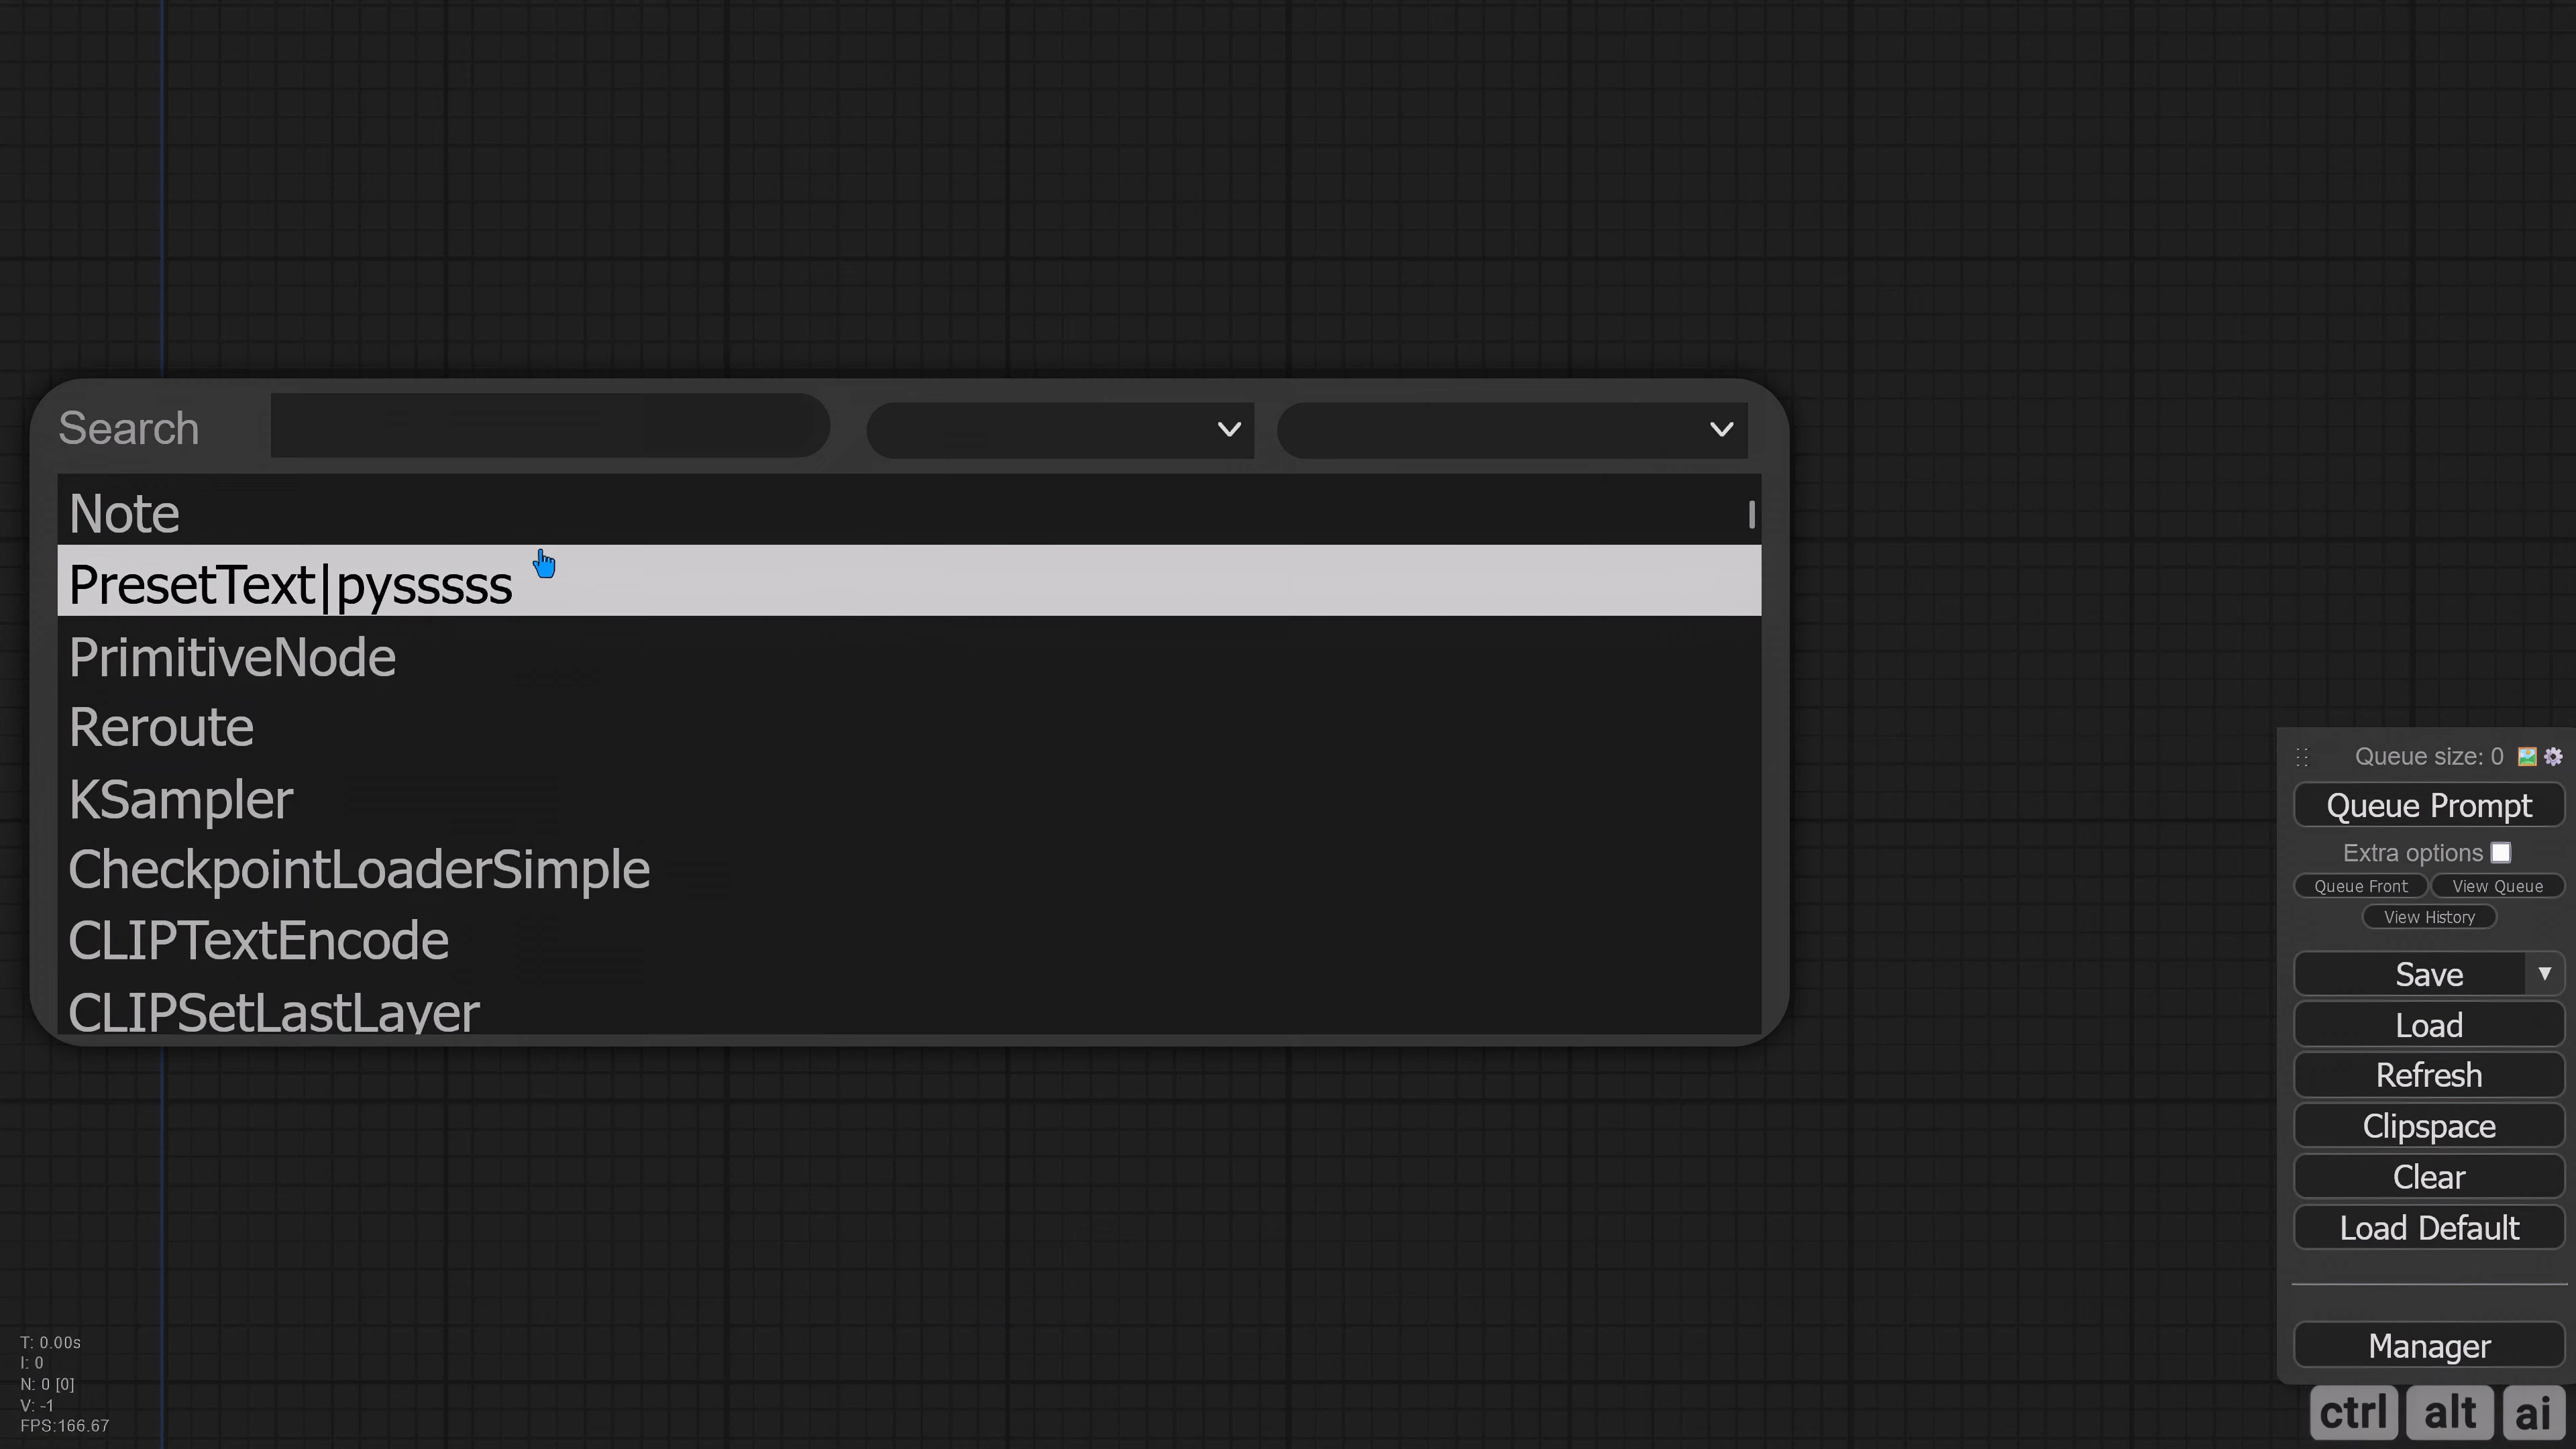 Search
Note
PresetText|pysssss
PrimitiveNode
Reroute
KSampler
CheckpointLoaderSimple
CLIPTextEncode
CLIPSetLastLayer
Queue size: 0
Queue Prompt
Extra options
Queue Front
View Queue
View History
Save ▼
Load
Refresh
Clipspace
Clear
Load Default
Manager
T: 0.00s
I: 0
N: 0 [0]
V: -1
FPS:166.67
ctrl alt ai